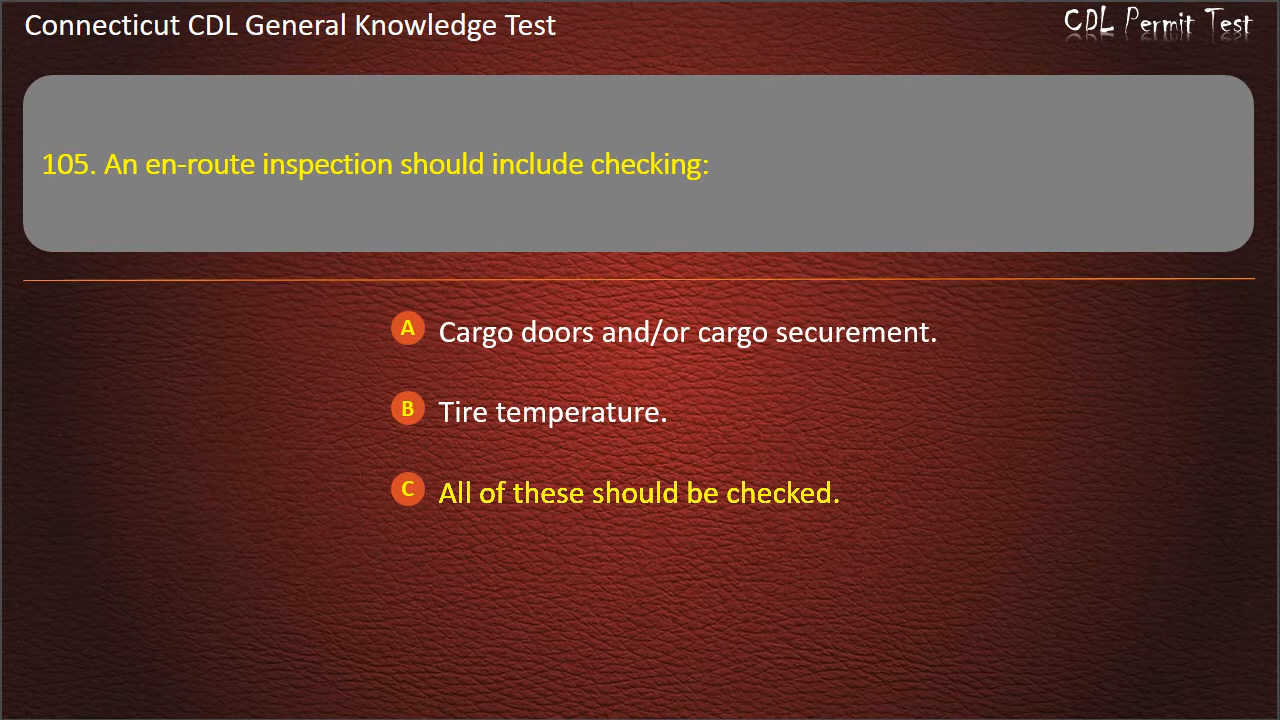 Connecticut CDL General Knowledge Test
CDL Permit Test
105. An en-route inspection should include checking:
A Cargo doors and/or cargo securement.
B Tire temperature.
C All of these should be checked.